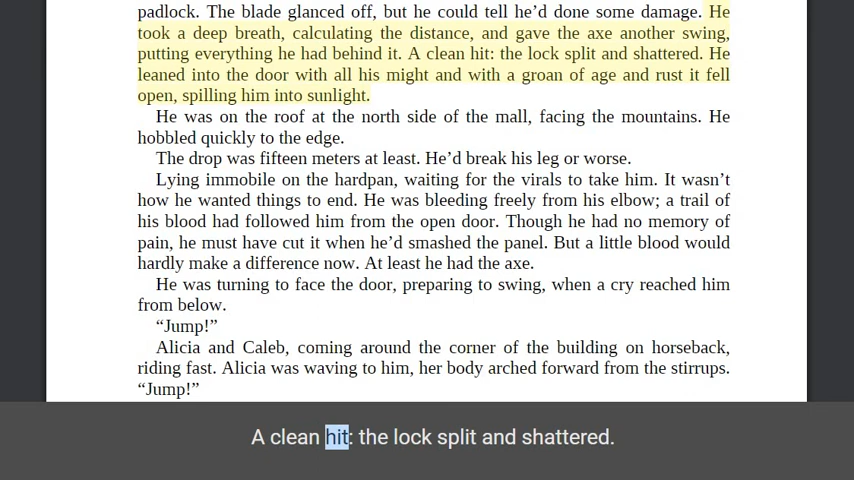 padlock. The blade glanced off, but he could tell he’d done some damage. He
took a deep breath, calculating the distance, and gave the axe another swing,
putting everything he had behind it. A clean hit: the lock split and shattered. He
leaned into the door with all his might and with a groan of age and rust it fell
open, spilling him into sunlight.
He was on the roof at the north side of the mall, facing the mountains. He
hobbled quickly to the edge.
The drop was fifteen meters at least. He’d break his leg or worse.
Lying immobile on the hardpan, waiting for the virals to take him. It wasn’t
how he wanted things to end. He was bleeding freely from his elbow; a trail of
his blood had followed him from the open door. Though he had no memory of
pain, he must have cut it when he’d smashed the panel. But a little blood would
hardly make a difference now. At least he had the axe.
He was turning to face the door, preparing to swing, when a cry reached him
from below.
“Jump!”
Alicia and Caleb, coming around the corner of the building on horseback,
riding fast. Alicia was waving to him, her body arched forward from the stirrups.
“Jump!”
A clean hit: the lock split and shattered.